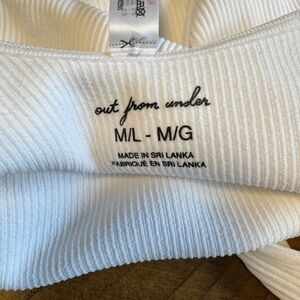 out from under
M/L - M/G
MADE IN SRI LANKA
FABRIQUÉ EN SRI LANKA